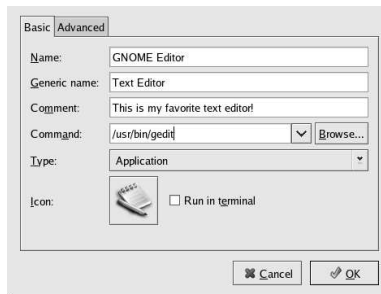 Basic Advanced
Name: GNOME Editor
Generic name: Text Editor
Comment: This is my favorite text editor!
Command: /usr/bin/gedit Browse...
Type: Application
Icon: Run in terminal
Cancel OK